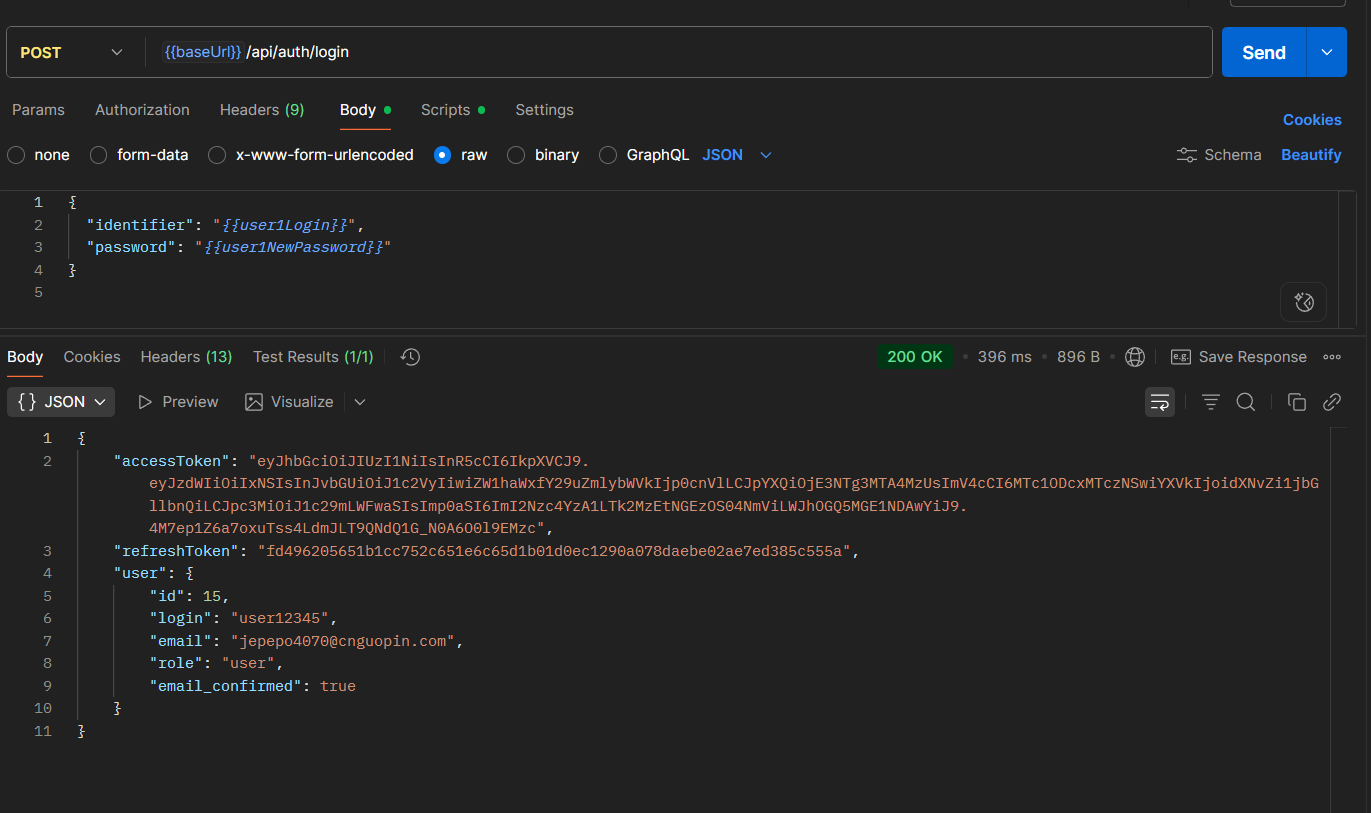 POST {{baseUrl}} /api/auth/login Send
Params Authorization Headers (9) Body Scripts Settings Cookies
none form-data x-www-form-urlencoded raw binary GraphQL JSON Schema Beautify
1 {
2 "identifier": "{{user1Login}}",
3 "password": "{{user1NewPassword}}"
4 }
5
Body Cookies Headers (13) Test Results (1/1) 200 OK 396 ms 896 B e.g. Save Response
{} JSON Preview Visualize
1 {
2 "accessToken": "eyJhbGciOiJIUzI1NiIsInR5cCI6IkpXVCJ9.
eyJzdWIiOiIxNSIsInJvbGUiOiJ1c2VyIiwiZW1haWxfY29uZmlybWVkIjp0cnVlLCJpYXQiOjE3NTg3MTA4MzUsImV4cCI6MTc1ODcxMTczNSwiYXVkIjoidXNvZi1jbG
llbnQiLCJpc3MiOiJ1c29mLWFwaSIsImp0aSI6ImI2Nzc4YzA1LTk2MzEtNGEzOS04NmViLWJhOGQ5MGE1NDAwYiJ9.
4M7ep1Z6a7oxuTss4LdmJLT9QNdQ1G_N0A6O0l9EMzc",
3 "refreshToken": "fd496205651b1cc752c651e6c65d1b01d0ec1290a078daebe02ae7ed385c555a",
4 "user": {
5 "id": 15,
6 "login": "user12345",
7 "email": "jepepo4070@cnguopin.com",
8 "role": "user",
9 "email_confirmed": true
10 }
11 }